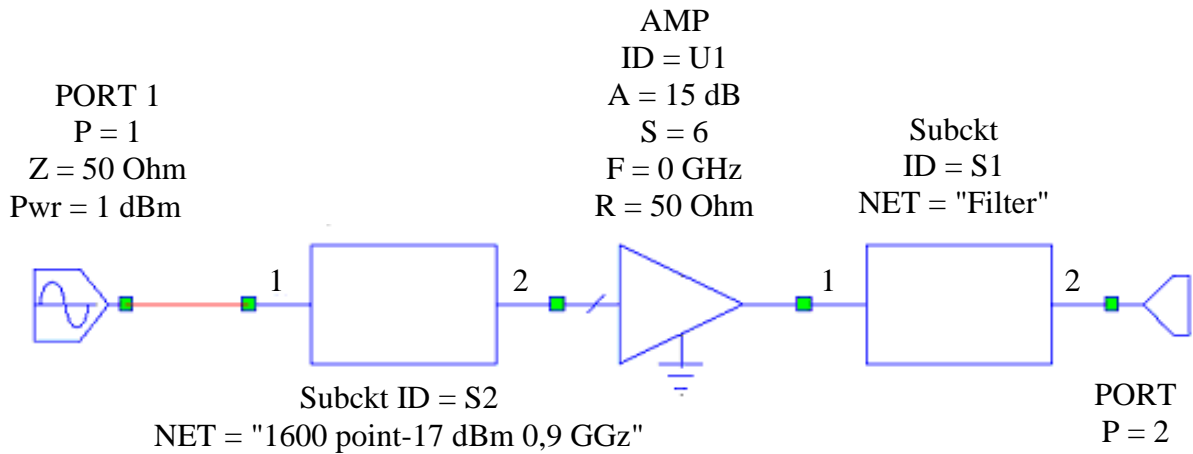 PORT 1
P = 1
Z = 50 Ohm
Pwr = 1 dBm
1
2
Subckt ID = S2
NET = "1600 point-17 dBm 0,9 GGz"
AMP
ID = U1
A = 15 dB
S = 6
F = 0 GHz
R = 50 Ohm
Subckt
ID = S1
NET = "Filter"
1
2
PORT
P = 2